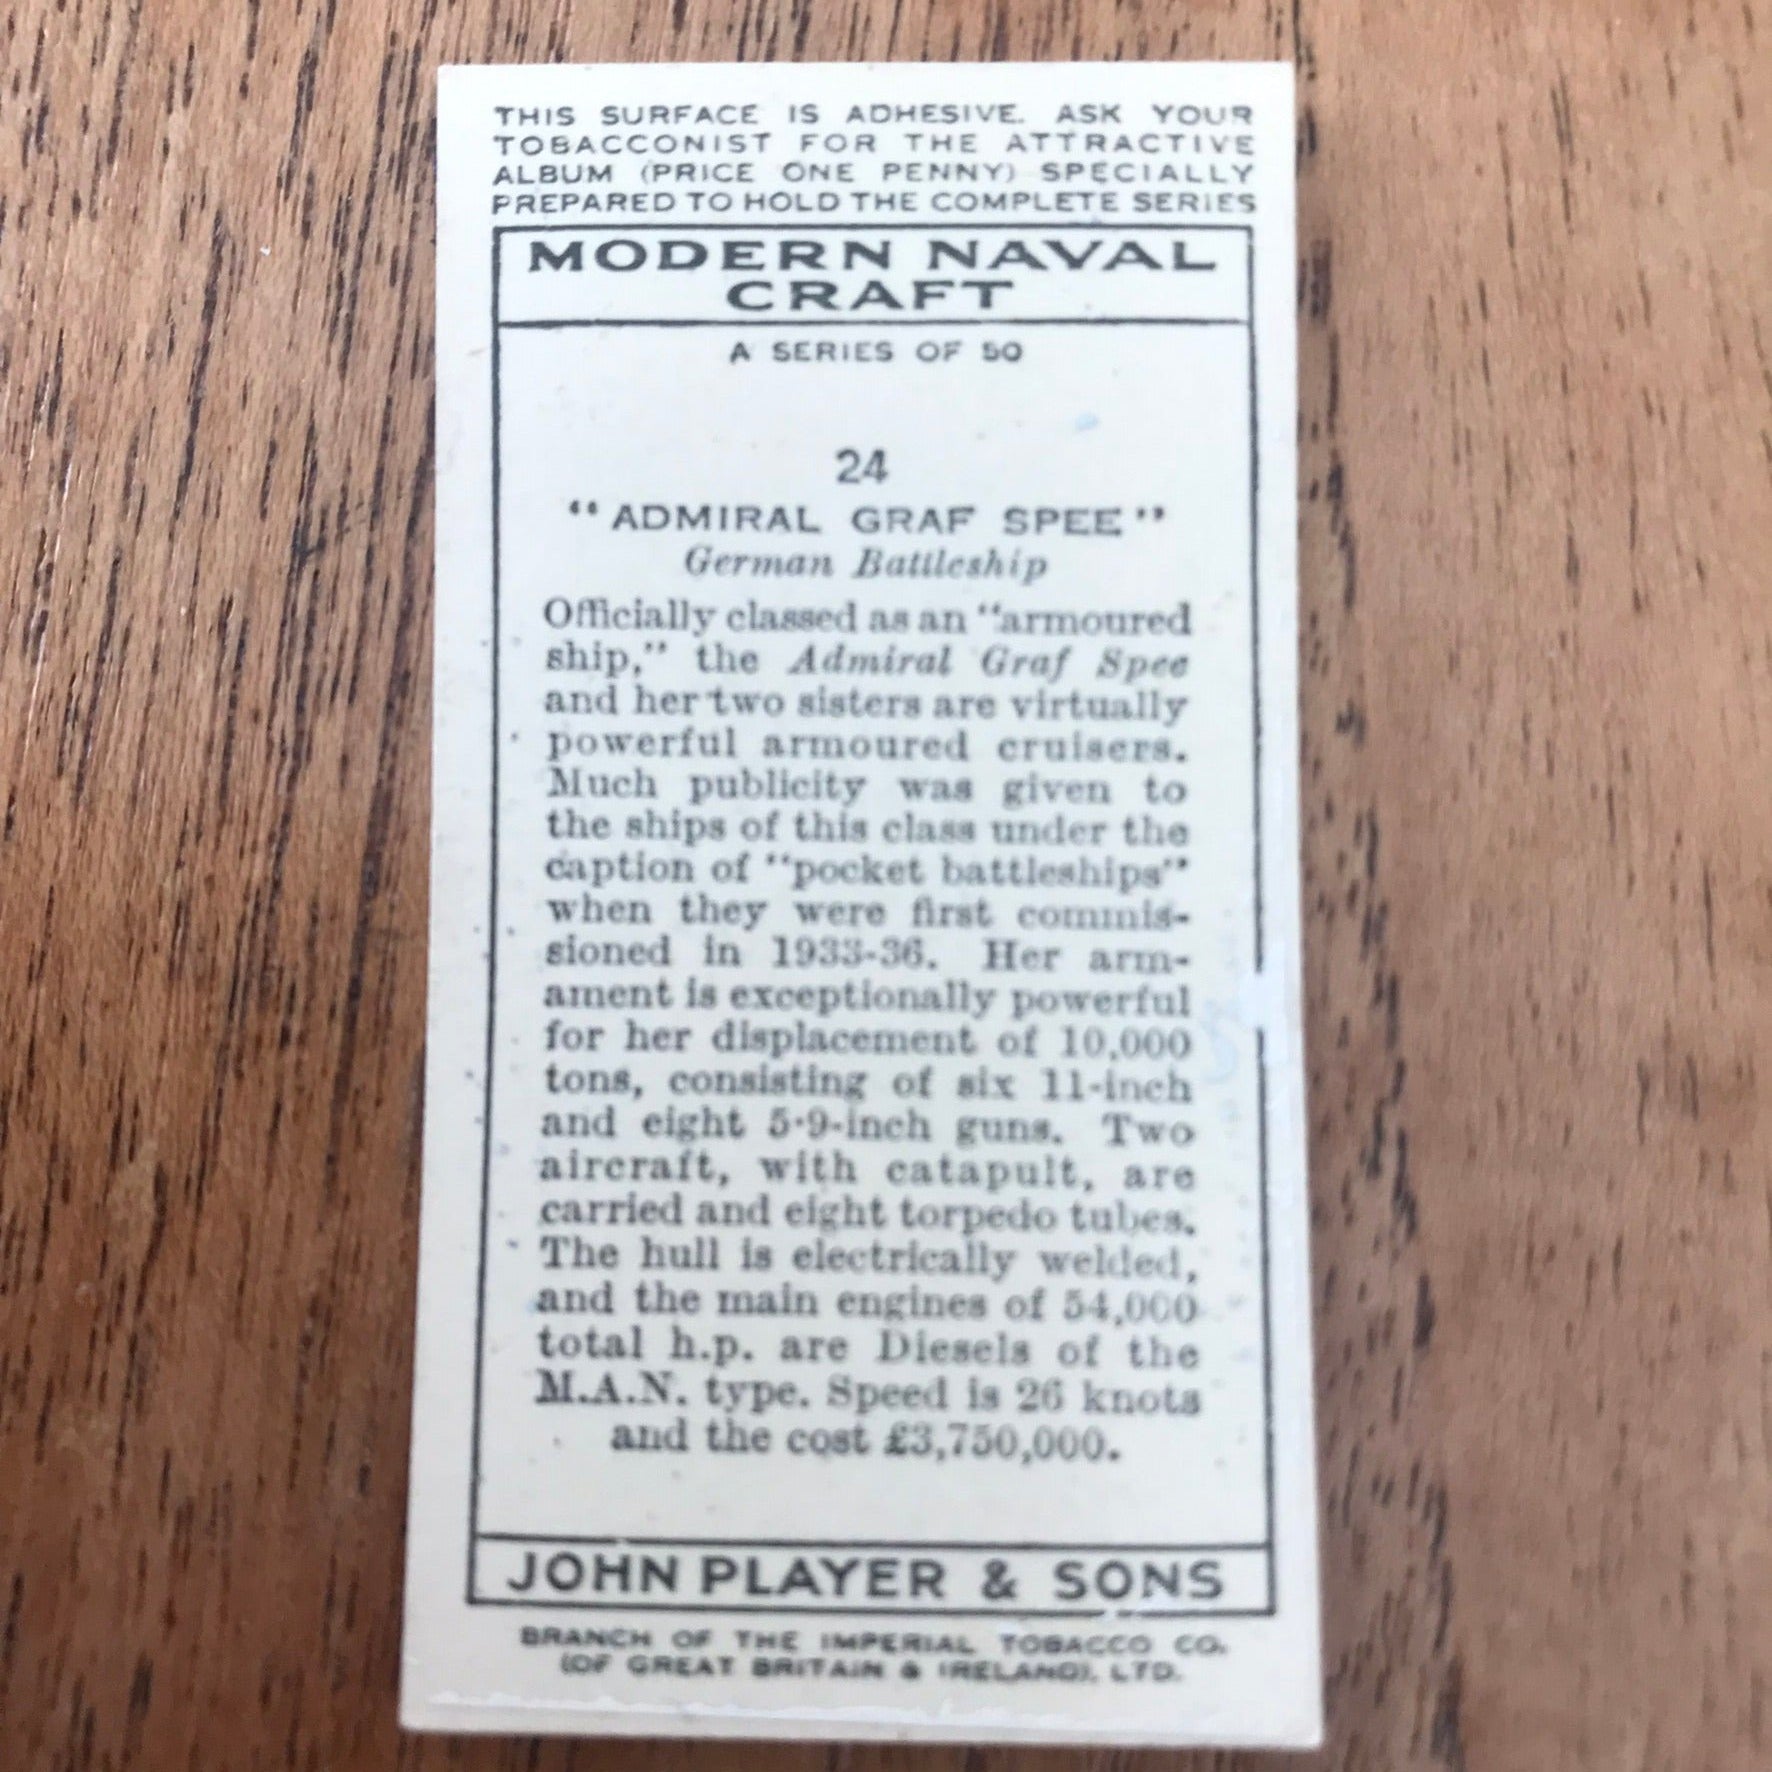 THIS SURFACE IS ADHESIVE. ASK YOUR
TOBACCONIST FOR THE ATTRACTIVE
ALBUM (PRICE ONE PENNY) SPECIALLY
PREPARED TO HOLD THE COMPLETE SERIES
MODERN NAVAL
CRAFT
A SERIES OF 50
24
"ADMIRAL GRAF SPEE"
German Battleship
Officially classed as an "armoured
ship," the Admiral Graf Spee
and her two sisters are virtually
powerful armoured cruisers.
Much publicity was given to
the ships of this class under the
caption of "pocket battleships"
when they were first commis-
sioned in 1933-36. Her arm-
ament is exceptionally powerful
for her displacement of 10,000
tons, consisting of six 11-inch
and eight 5·9-inch guns. Two
aircraft, with catapult, are
carried and eight torpedo tubes.
The hull is electrically welded,
and the main engines of 54,000
total h.p. are Diesels of the
M.A.N. type. Speed is 26 knots
and the cost £3,750,000.
JOHN PLAYER & SONS
BRANCH OF THE IMPERIAL TOBACCO CO.
(OF GREAT BRITAIN & IRELAND), LTD.